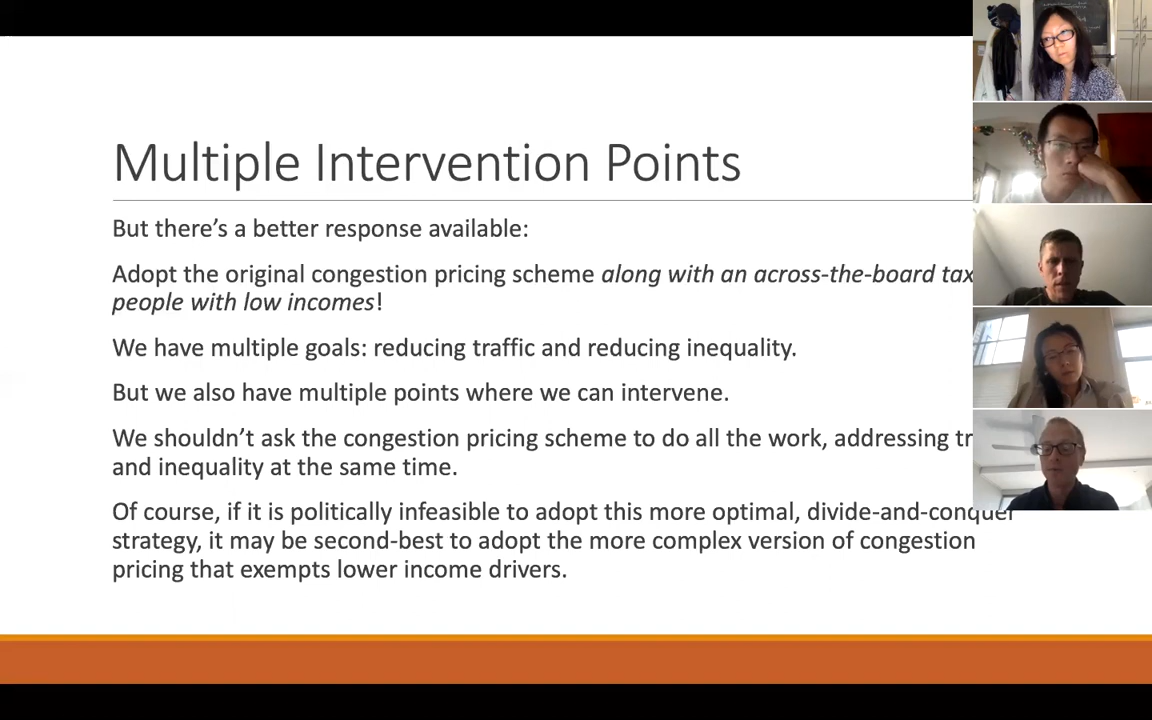 Multiple Intervention Points
But there’s a better response available:
Adopt the original congestion pricing scheme along with an across-the-board tax
people with low incomes!
We have multiple goals: reducing traffic and reducing inequality.
But we also have multiple points where we can intervene.
We shouldn’t ask the congestion pricing scheme to do all the work, addressing
and inequality at the same time.
Of course, if it is politically infeasible to adopt this more optimal, divide-and-conquer
strategy, it may be second-best to adopt the more complex version of congestion
pricing that exempts lower income drivers.